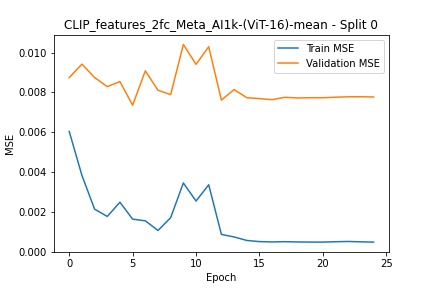 CLIP_features_2fc_Meta_AI1k-(ViT-16)-mean - Split 0
Train MSE
Validation MSE
MSE
0.010
0.008
0.006
0.004
0.002
0.000
0 5 10 15 20 25
Epoch